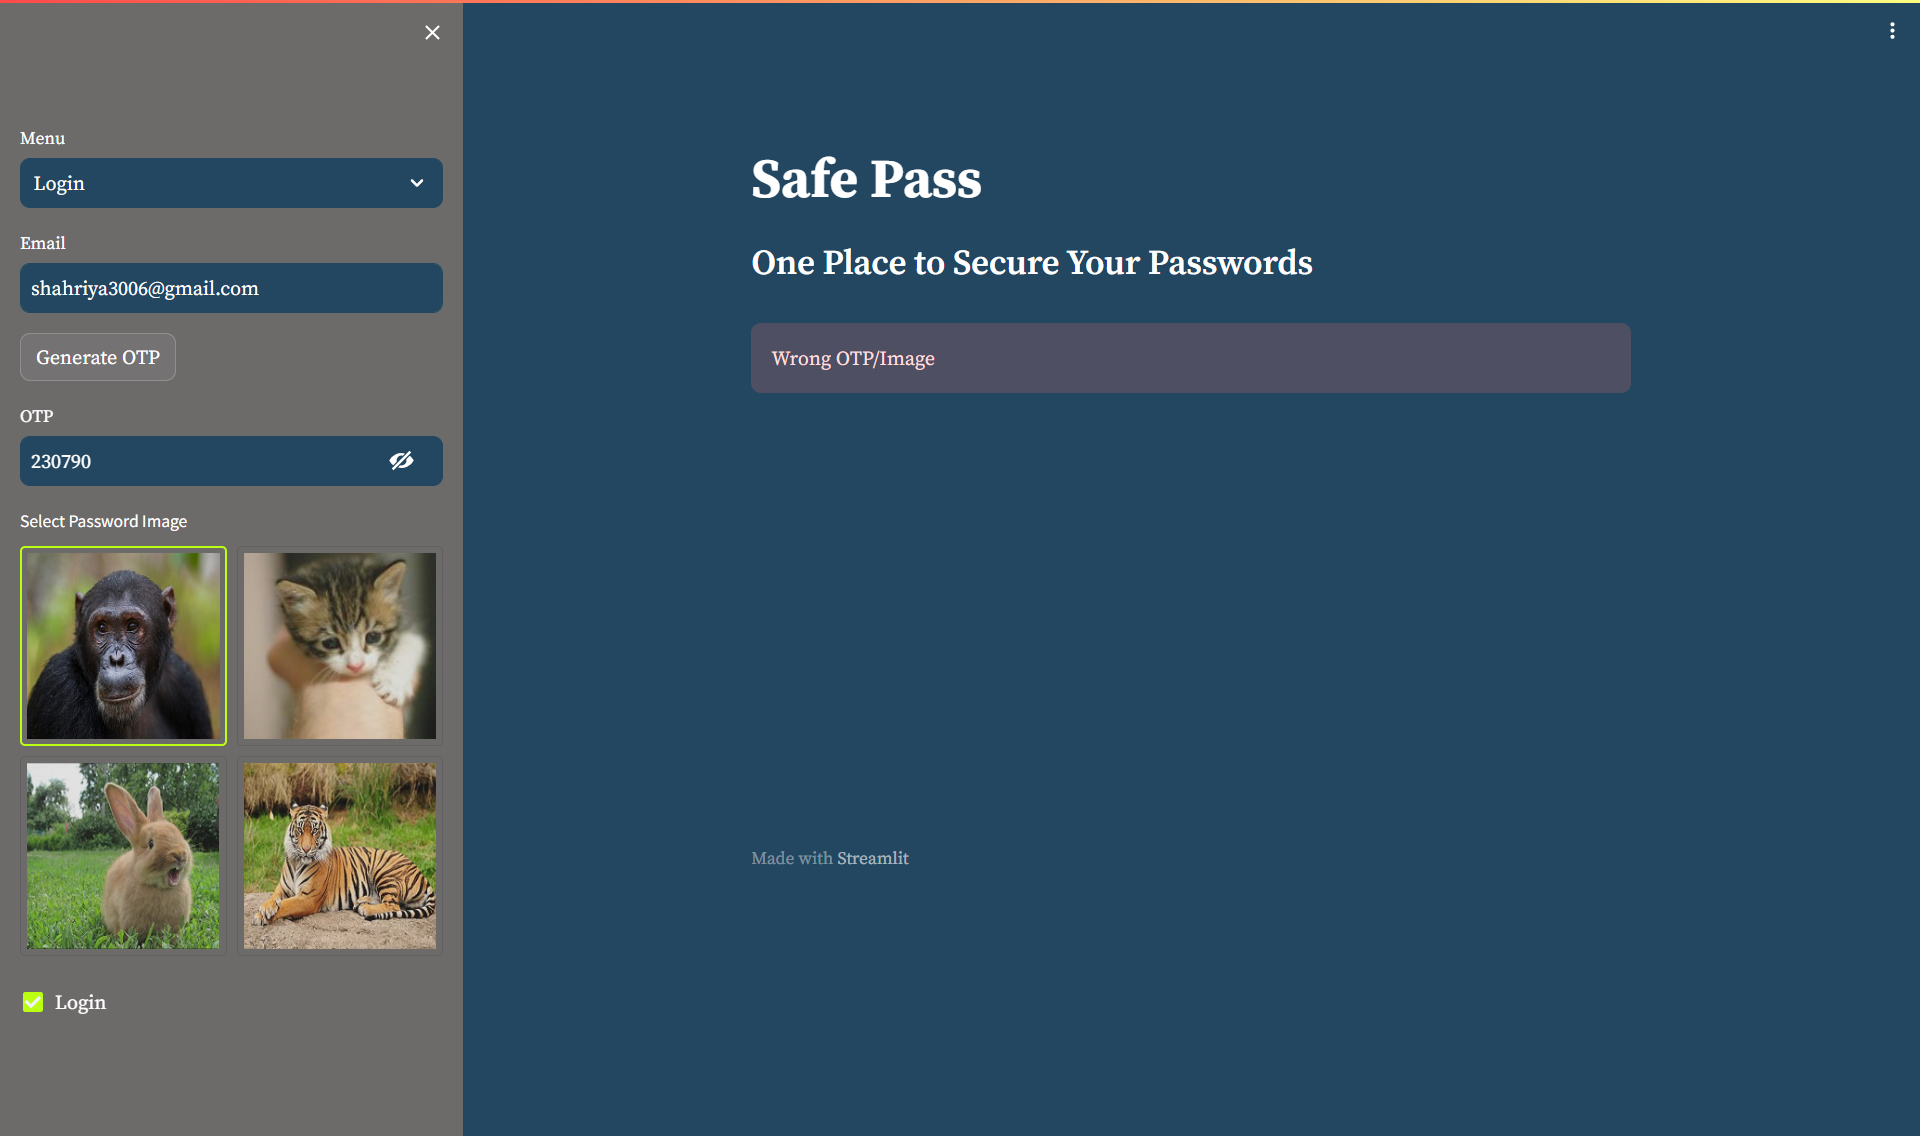 Menu
Login
Email
shahriya3006@gmail.com
Generate OTP
OTP
230790
Select Password Image
Login
Safe Pass
One Place to Secure Your Passwords
Wrong OTP/Image
Made with Streamlit